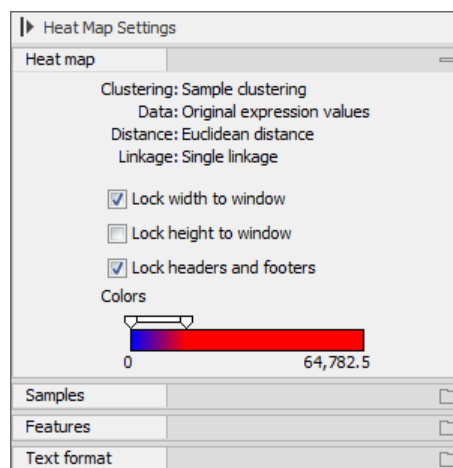 Heat Map Settings
Heat map
Clustering: Sample clustering
Data: Original expression values
Distance: Euclidean distance
Linkage: Single linkage
Lock width to window
Lock height to window
Lock headers and footers
Colors
0 64,782.5
Samples
Features
Text format